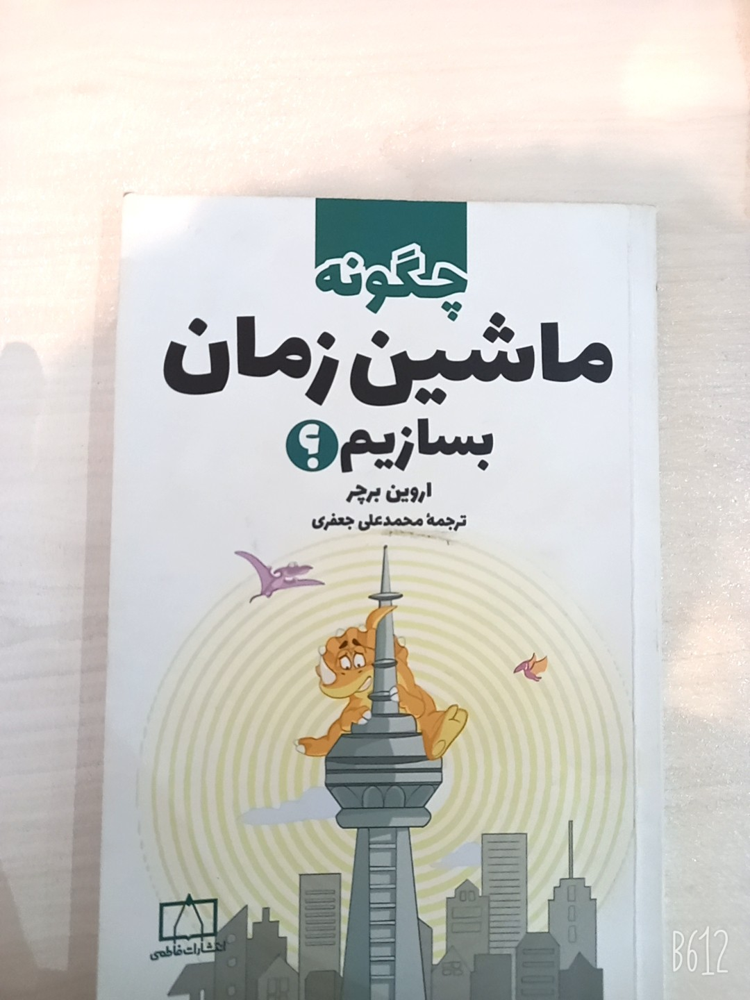 چگونه
ماشین زمان
بسازیم؟
اروین برچر
ترجمهٔ محمدعلی جعفری
انتشارات فاطمی
B612